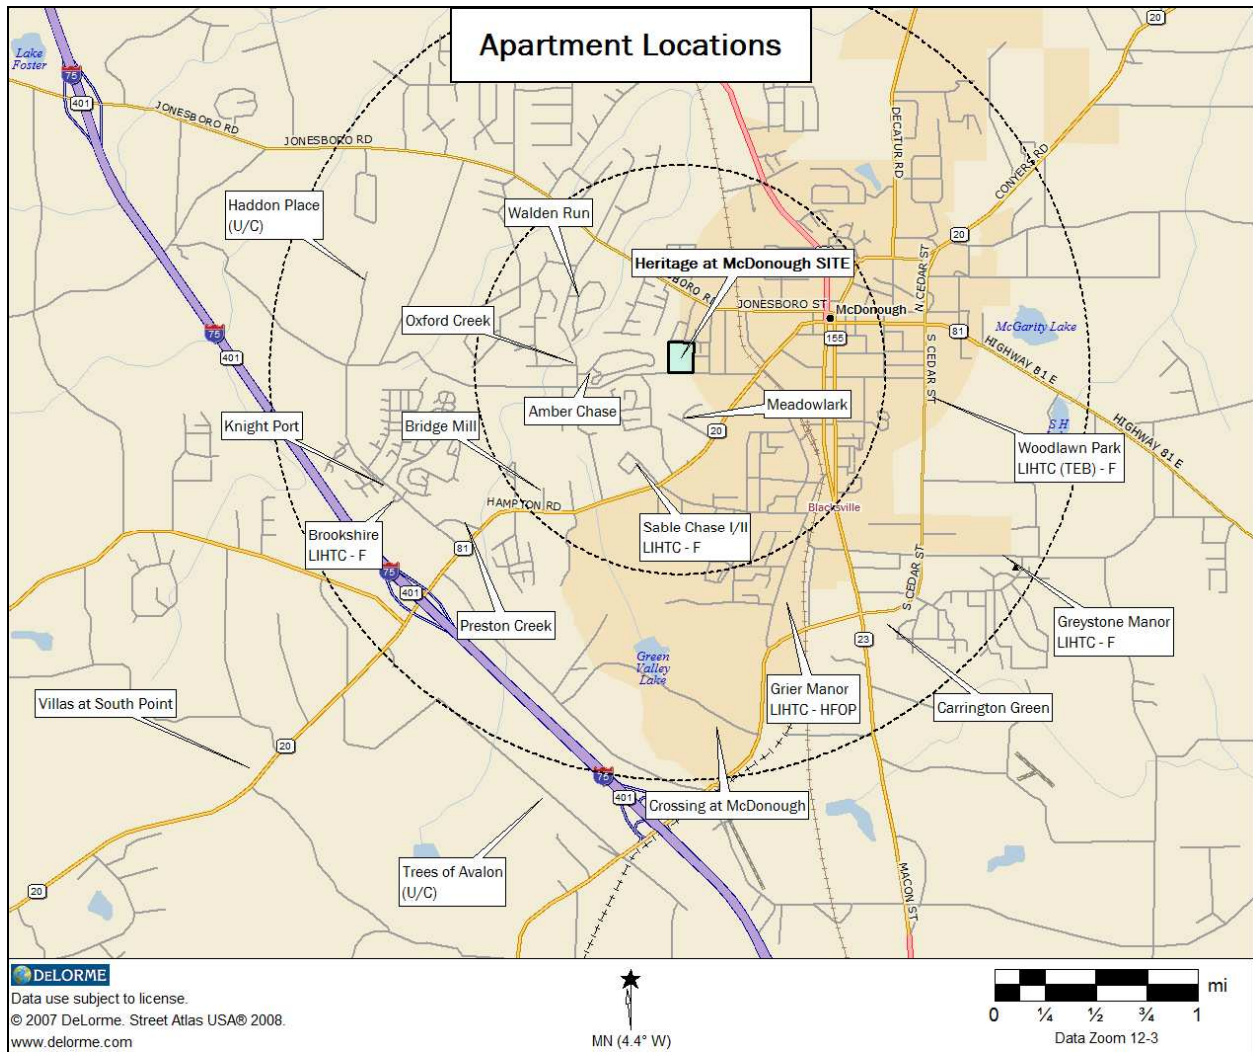 Apartment Locations
20
Lake
Foster
75
401
JONESBORO RD
JONESBORO RD
DECATUR RD
CONYERS RD
Haddon Place
(U/C)
Walden Run
20
Heritage at McDonough SITE
N CEDAR ST
JONESBORO ST
McDonough
McGarity Lake
Oxford Creek
75
401
155
81
HIGHWAY 81 E
S CEDAR ST
Amber Chase
Meadowlark
Knight Port
Bridge Mill
20
S H
HIGHWAY 81 E
Woodlawn Park
LIHTC (TEB) - F
HAMPTON RD
Blacksville
Brookshire
LIHTC - F
Sable Chase I/II
LIHTC - F
81
75
401
S CEDAR ST
Preston Creek
Greystone Manor
LIHTC - F
23
Green
Valley
Lake
Grier Manor
LIHTC - HFOP
Villas at South Point
Carrington Green
20
75
401
Crossing at McDonough
Trees of Avalon
(U/C)
20
MACON ST
DELORME
Data use subject to license.
© 2007 DeLorme. Street Atlas USA® 2008.
www.delorme.com
MN (4.4° W)
mi
0 ¼ ½ ¾ 1
Data Zoom 12-3